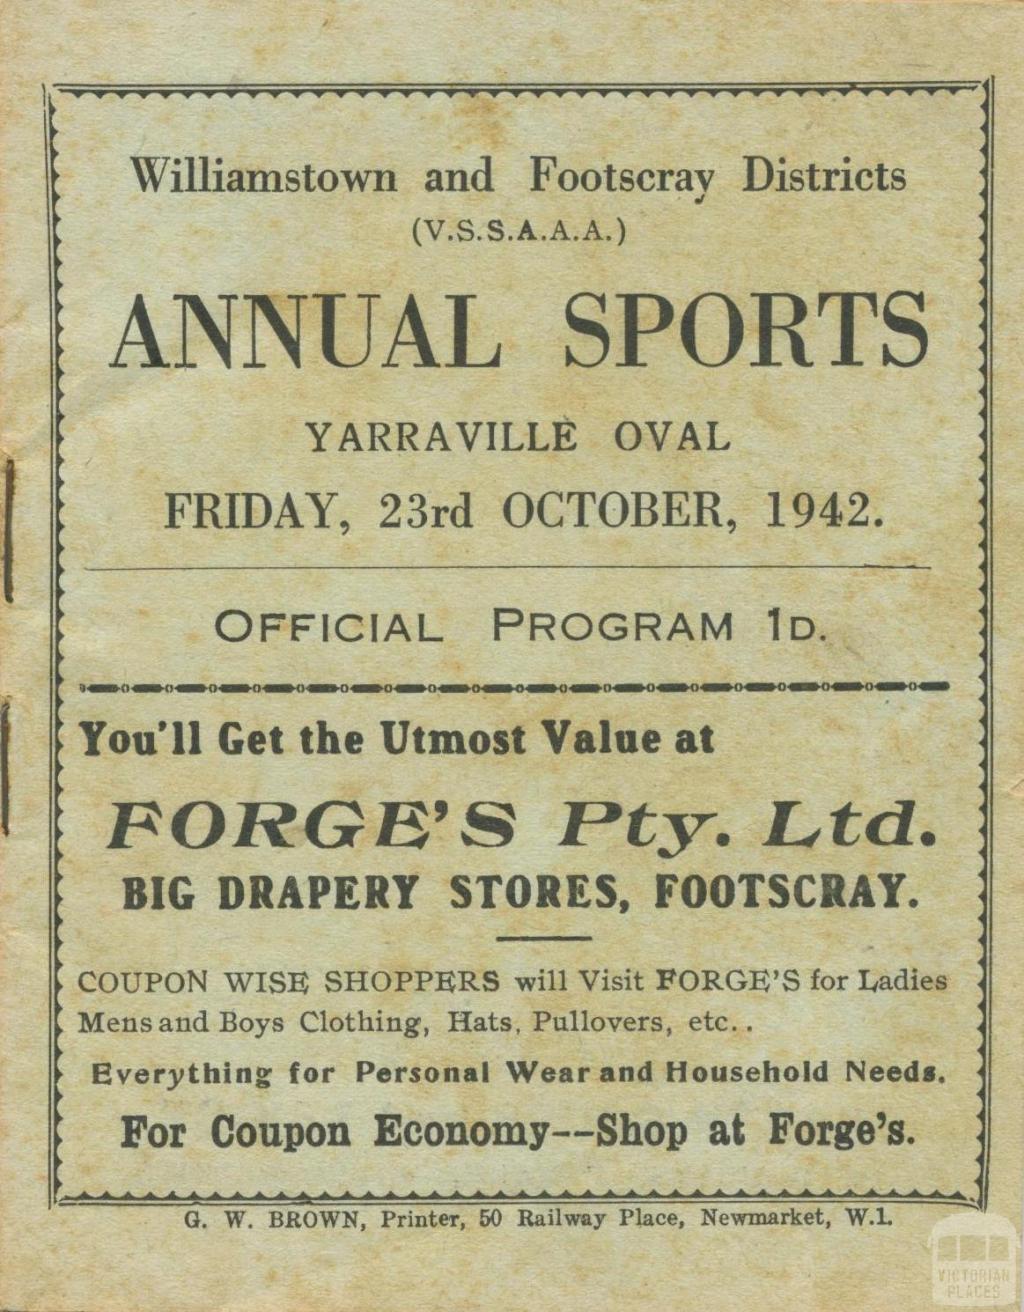 Williamstown and Footscray Districts
(V.S.S.A.A.A.)
ANNUAL SPORTS
YARRAVILLE OVAL
FRIDAY, 23rd OCTOBER, 1942.
OFFICIAL PROGRAM 1D.
You'll Get the Utmost Value at
FORGE'S Pty. Ltd.
BIG DRAPERY STORES, FOOTSCRAY.
COUPON WISE SHOPPERS will Visit FORGE'S for Ladies
Mens and Boys Clothing, Hats, Pullovers, etc..
Everything for Personal Wear and Household Needs.
For Coupon Economy--Shop at Forge's.
G. W. BROWN, Printer, 50 Railway Place, Newmarket, W.1.
VICTORIAN
PLACES